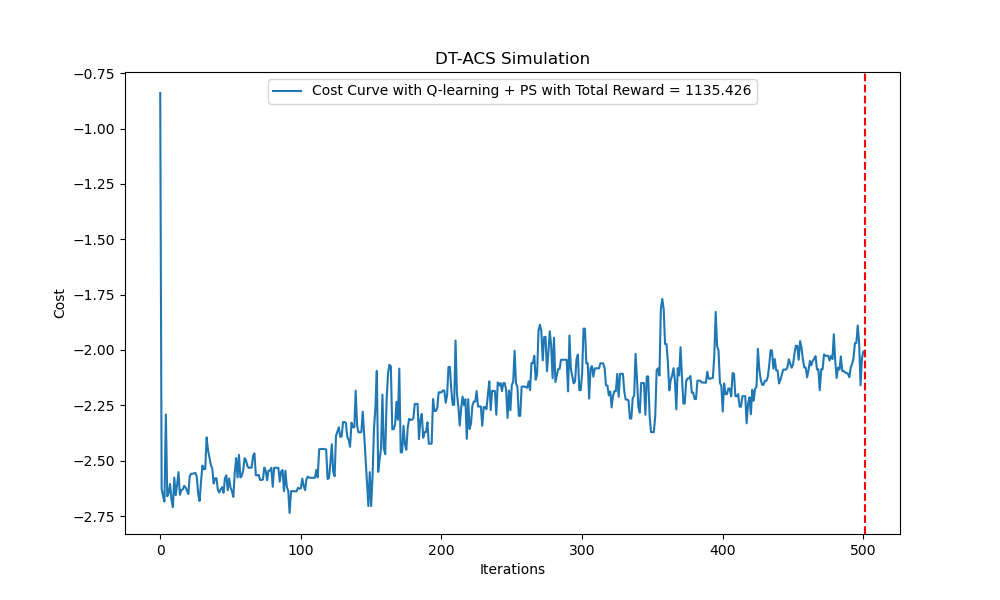 DT-ACS Simulation
Cost Curve with Q-learning + PS with Total Reward = 1135.426
−0.75
−1.00
−1.25
−1.50
−1.75
−2.00
−2.25
−2.50
−2.75
Cost
0 100 200 300 400 500
Iterations